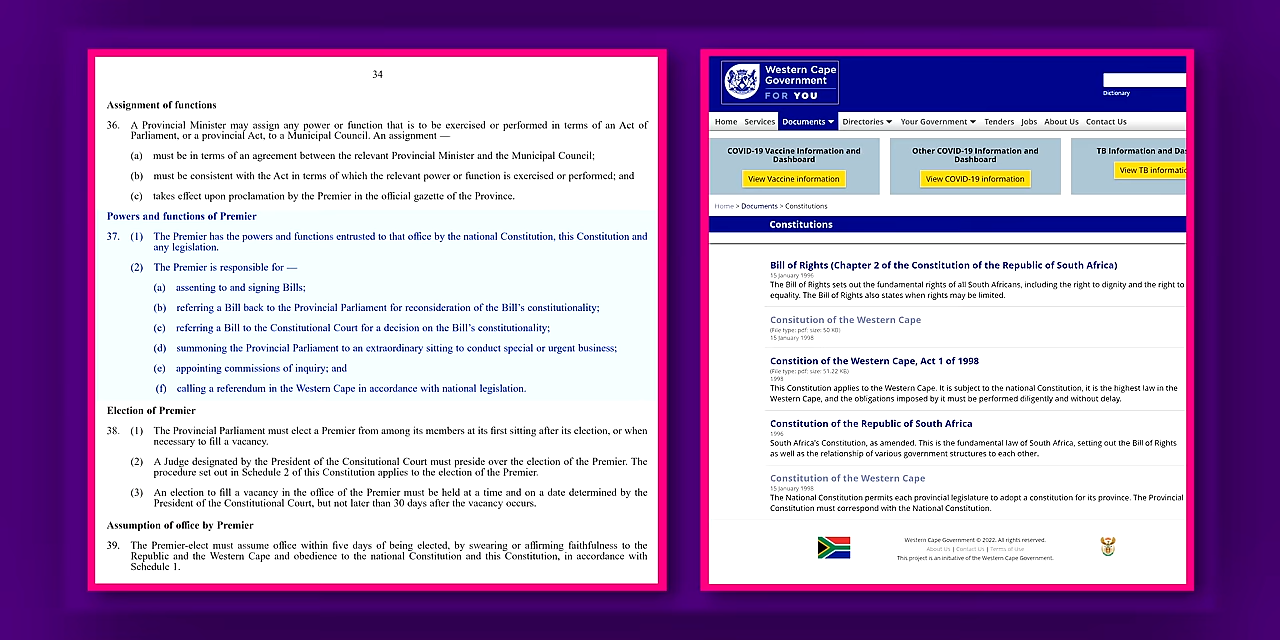 34
Assignment of functions
36. A Provincial Minister may assign any power or function that is to be exercised or performed in terms of an Act of
Parliament, or a provincial Act, to a Municipal Council. An assignment —
(a) must be in terms of an agreement between the relevant Provincial Minister and the Municipal Council;
(b) must be consistent with the Act in terms of which the relevant povor or function is exercised or performed; and
(c) takes effect upon proclamation by the Premier in the official gazette of the Province.
Powers and functions of Premier
37. (1) The Premier has the powers and functions entrusted to that office by the national Constitution, this Constitution and
any legislation.
(2) The Premier is responsible for —
(a) assenting to and signing Bills;
(b) referring a Bill back to the Provincial Parliament for reconsideration of the Bill's constitutionality;
(c) referring a Bill to the Constitutional Court for a decision on the Bill's constitutionality;
(d) summoning the Provincial Parliament to an extraordinary sitting to conduct special or urgent business;
(e) appointing commissions of inquiry; and
(f) calling a referendum in the Western Cape in accordance with national legislation.
Election of Premier
38. (1) The Provincial Parliament must elect a Premier from among its members at its first sitting after its election, or when
necessary to fill a vacancy.
(2) A Judge designated by the President of the Consitutional Court must preside over the election of the Premier. The
procedure set out in Schedule 2 of this Constitution applies to the election of the Premier.
(3) An election to fill a vacancy in the office of the Premier must be held at a time and on a date determined by the
President of the Constitutional Court, but not later than 30 days after the vacancy occurs.
Assumption of office by Premier
39. The Premier-elect must assume office within five days of being elected, by swearing or affirming faithfulness to the
Republic and the Western Cape and obedience to the national Constitution and this Constitution, in accordance with
Schedule 1.
Western Cape
Government
FOR YOU
Dictionary
Home Services Documents Directories Your Government Tenders Jobs About Us Contact Us
COVID-19 Vaccine Information and
Dashboard
View Vaccine information
Other COVID-19 Information and
Dashboard
View COVID-19 information
TB Information and Das
View TB informatio
Home > Documents > Constitutions
Constitutions
Bill of Rights (Chapter 2 of the Constitution of the Republic of South Africa)
15 January 1996
The Bill of Rights sets out the fundamental rights of all South Africans, including the right to dignity and the right to
equality. The Bill of Rights also states when rights may be limited.
Consitution of the Western Cape
(File type: pdf; size: 50 KB)
15 January 1998
Constition of the Western Cape, Act 1 of 1998
(File type: pdf; size: 51.22 KB)
1998
This Constitution applies to the Western Cape. It is subject to the national Constitution, it is the highest law in the
Western Cape, and the obligations imposed by it must be performed diligently and without delay.
Constitution of the Republic of South Africa
1996
South Africa's Constitution, as amended. This is the fundamental law of South Africa, setting out the Bill of Rights
as well as the relationship of various government structures to each other.
Constitution of the Western Cape
15 January 1998
The National Constitution permits each provincial legislature to adopt a constitution for its province. The Provincial
Constitution must correspond with the National Constitution.
Western Cape Government © 2022. All rights reserved.
About Us | Contact Us | Terms of use
This project is an initiative of the Western Cape Government.